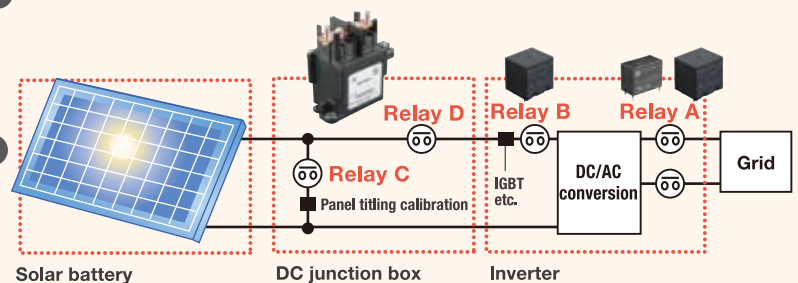 Relay D
Relay B
Relay A
Relay C
Panel titling calibration
IGBT
etc.
DC/AC
conversion
Grid
Solar battery
DC junction box
Inverter